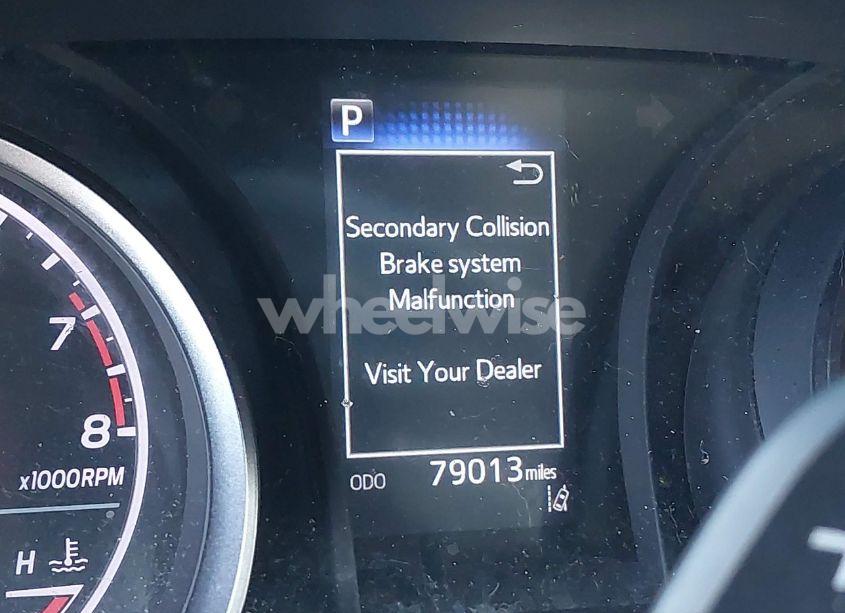 P
Secondary Collision
Brake system
Malfunction
wheelwise
Visit Your Dealer
7
8
x1000RPM
ODO 79013 miles
H